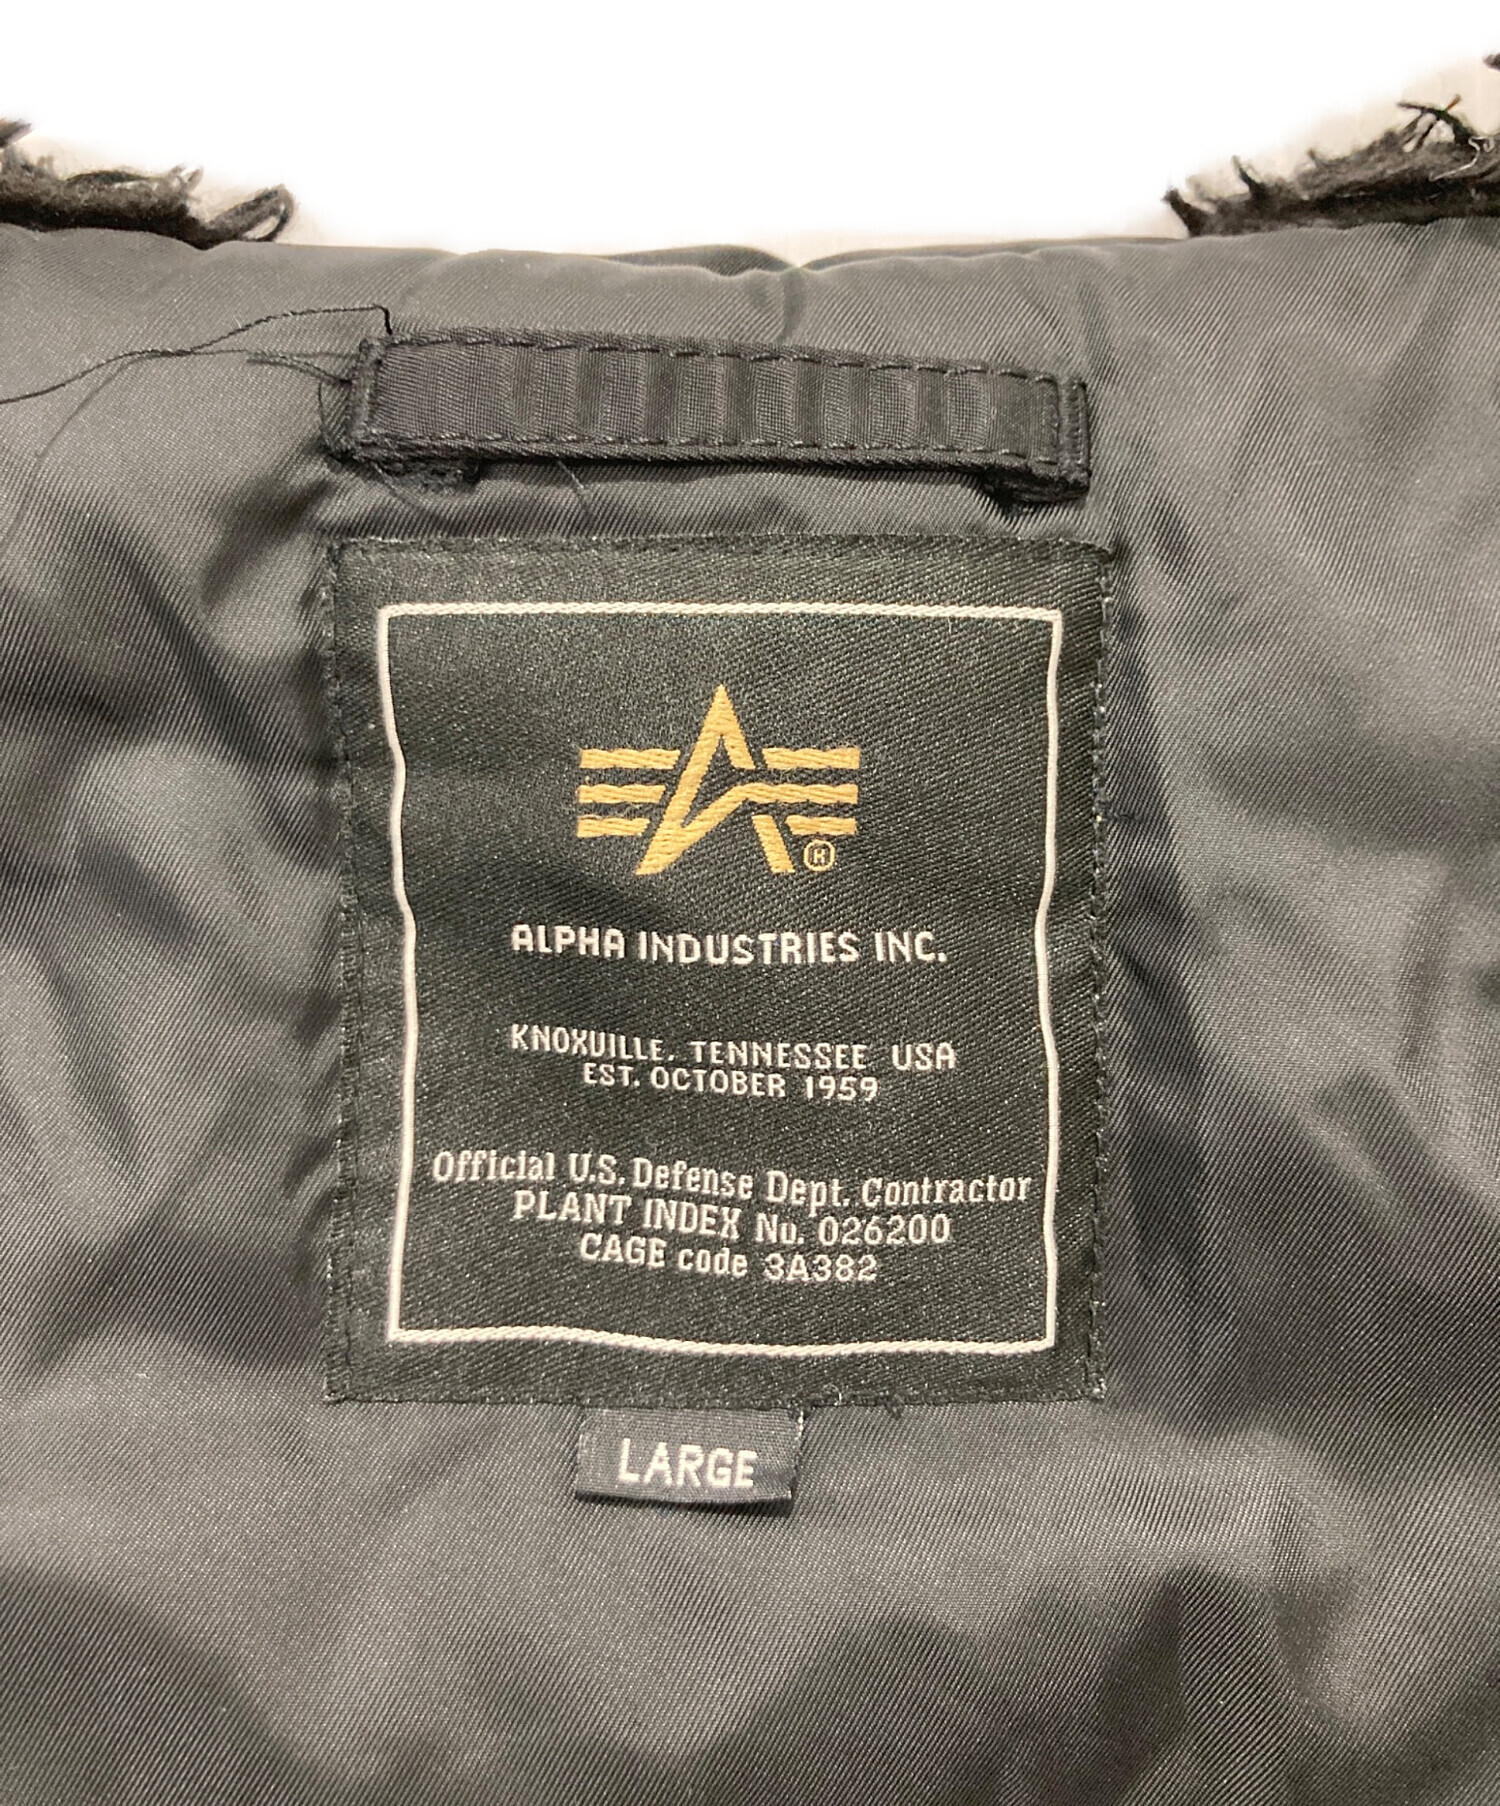 ALPHA INDUSTRIES INC.
KNOXVILLE. TENNESSEE USA
EST. OCTOBER 1959
Official U.S. Defense Dept. Contractor
PLANT INDEX No. 026200
CAGE code 3A382
LARGE